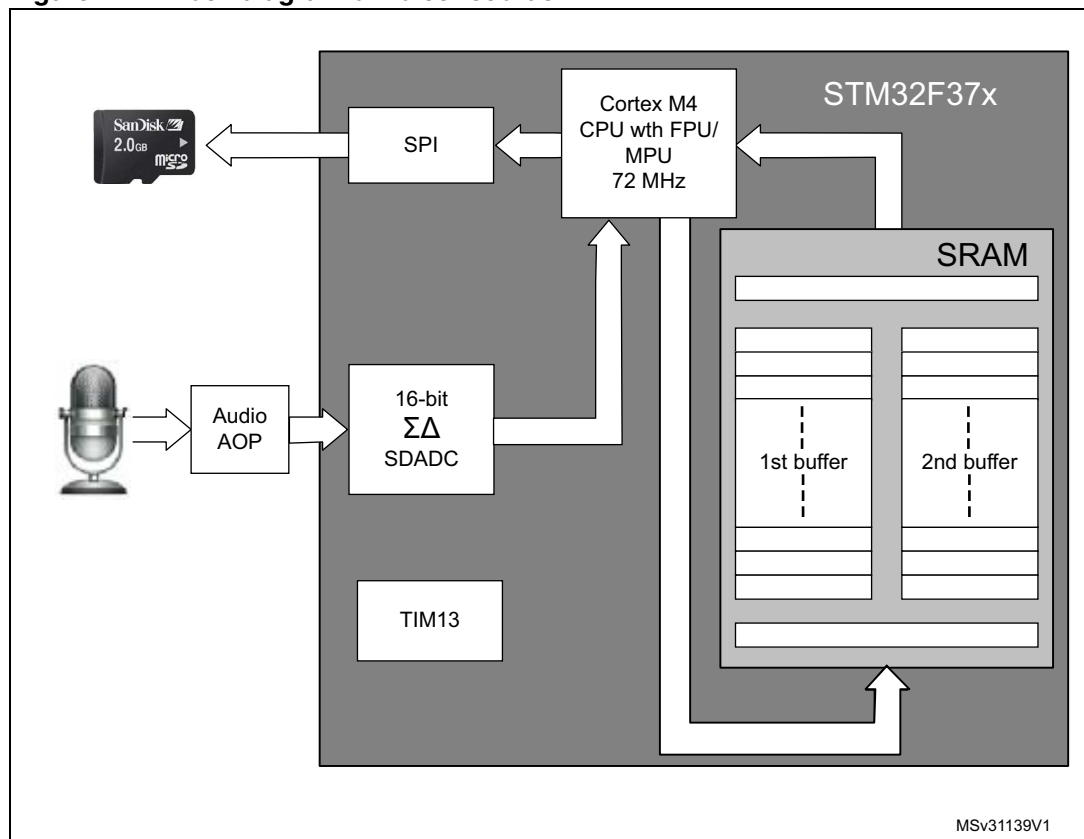 STM32F37x
Cortex M4
CPU wth FPU/
MPU
72 MHz
SPI
SanDisk
2.0GB
micro
SD
SRAM
Audio
AOP
16-bit
ΣΔ
SDADC
1st buffer
2nd buffer
TIM13
MSv31139V1